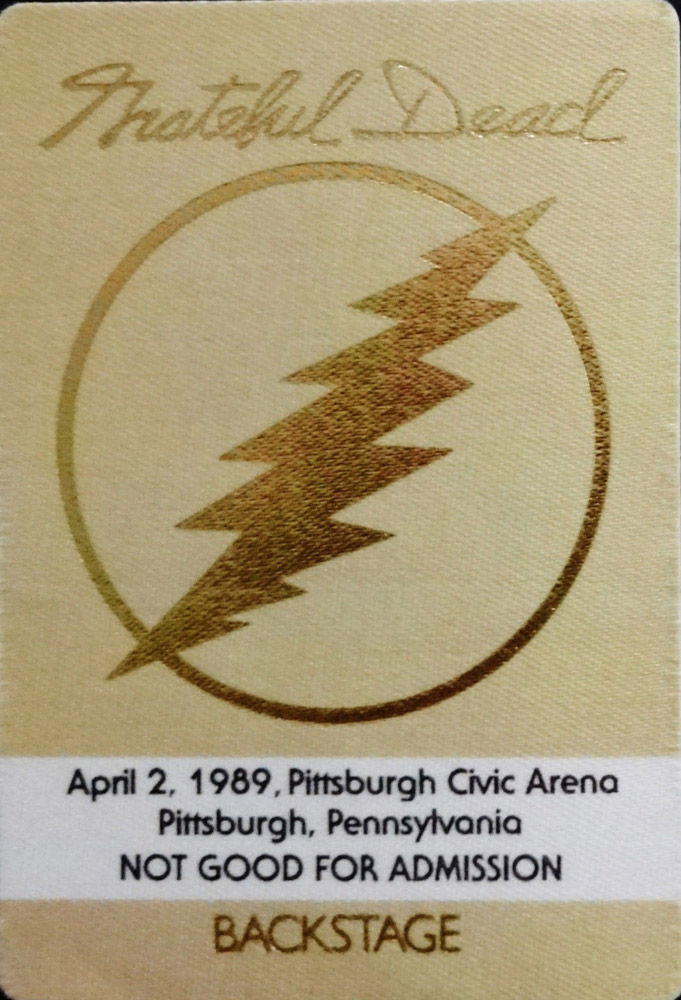 Grateful Dead
April 2, 1989, Pittsburgh Civic Arena
Pittsburgh, Pennsylvania
NOT GOOD FOR ADMISSION
BACKSTAGE